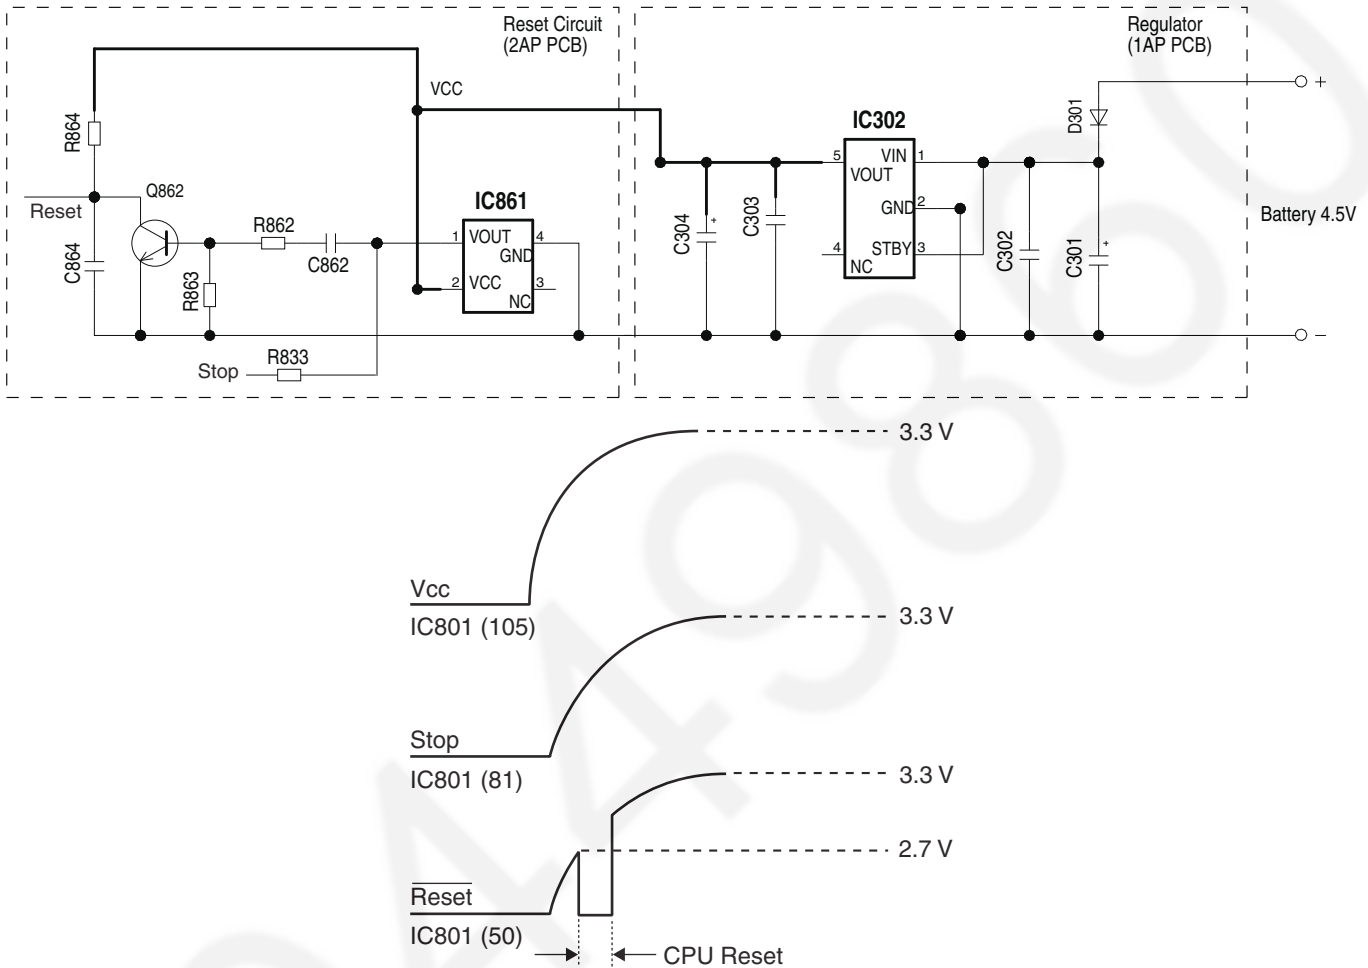 Reset Circuit
(2AP PCB)
Regulator
(1AP PCB)
VCC
+
R864
D301
IC302
5
VIN
1
VOUT
Q862
IC861
GND
2
Battery 4.5V
Reset
R862
C304
+
C303
1
VOUT
4
GND
STBY
3
4
NC
C302
C301
+
C864
C862
R863
2
VCC
3
NC
−
R833
Stop
3.3 V
Vcc
IC801 (105)
3.3 V
Stop
IC801 (81)
3.3 V
2.7 V
Reset
IC801 (50)
CPU Reset